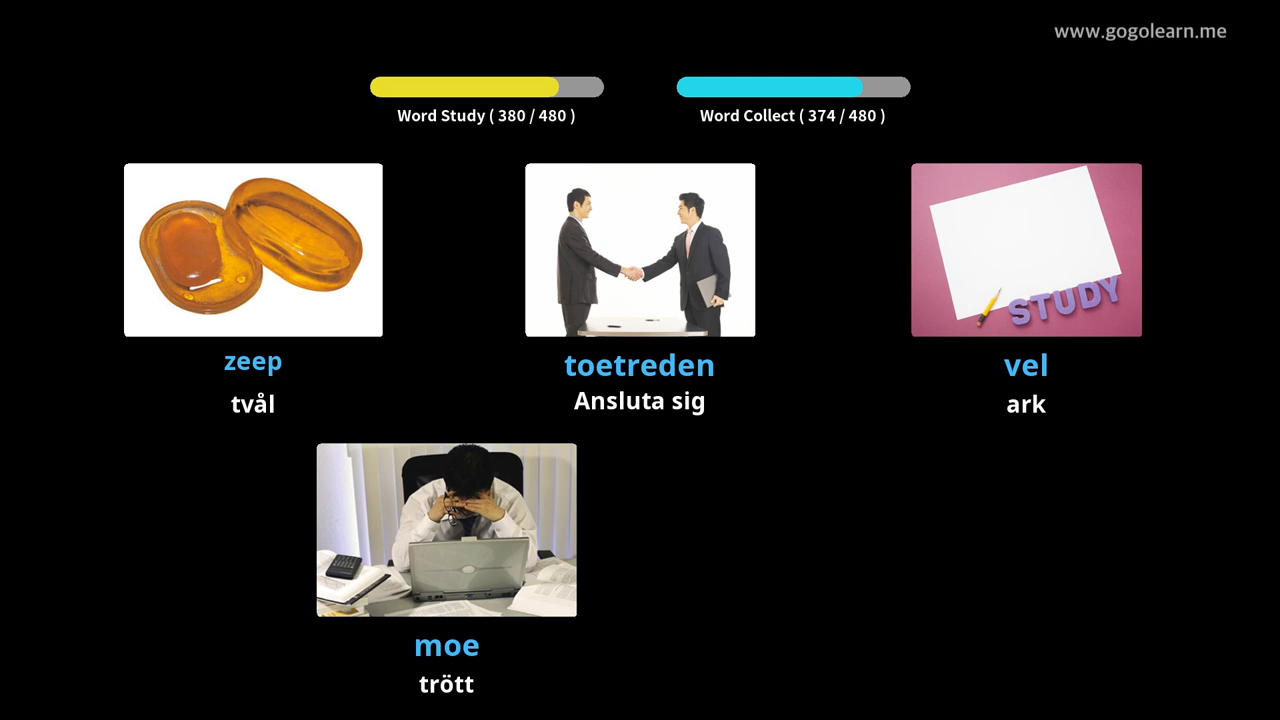 www.gogolearn.me
Word Study ( 380 / 480 )
Word Collect ( 374 / 480 )
STUDY
zeep
tvål
toetreden
Ansluta sig
vel
ark
moe
trött